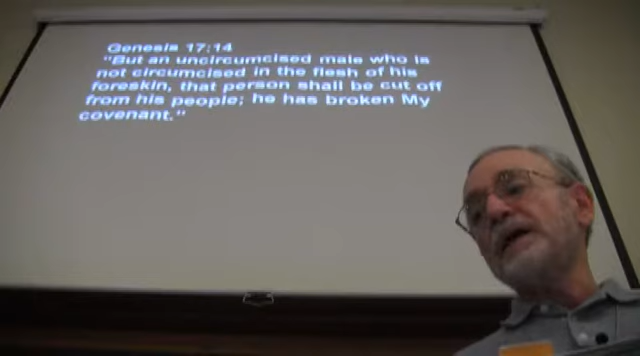 Genesis 17:14
"But an uncircumcised male who is
not circumcised in the flesh of his
foreskin, that person shall be cut off
from his people; he has broken My
covenant."